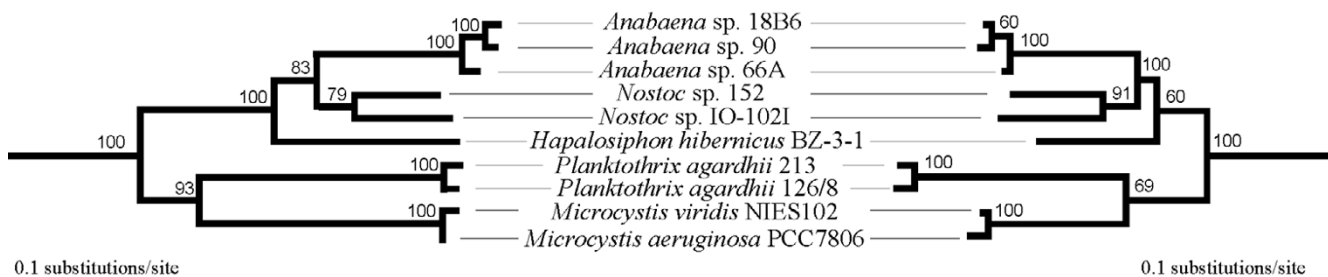 100 Anabaena sp. 18B6 60
100 Anabaena sp. 90 100
Anabaena sp. 66A
83 100
79 Nostoc sp. 152 91
100 Nostoc sp. IO-102I 60
100 Hapalosiphon hibernicus BZ-3-1
100 Planktothrix agardhii 213 100
93 Planktothrix agardhii 126/8 69
100 Microcystis viridis NIES102 100
Microcystis aeruginosa PCC7806
0.1 substitutions/site 0.1 substitutions/site